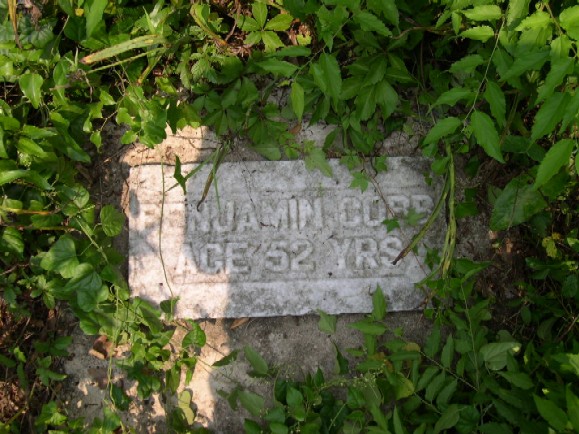 BENJAMIN COBB
AGE 52 YRS.